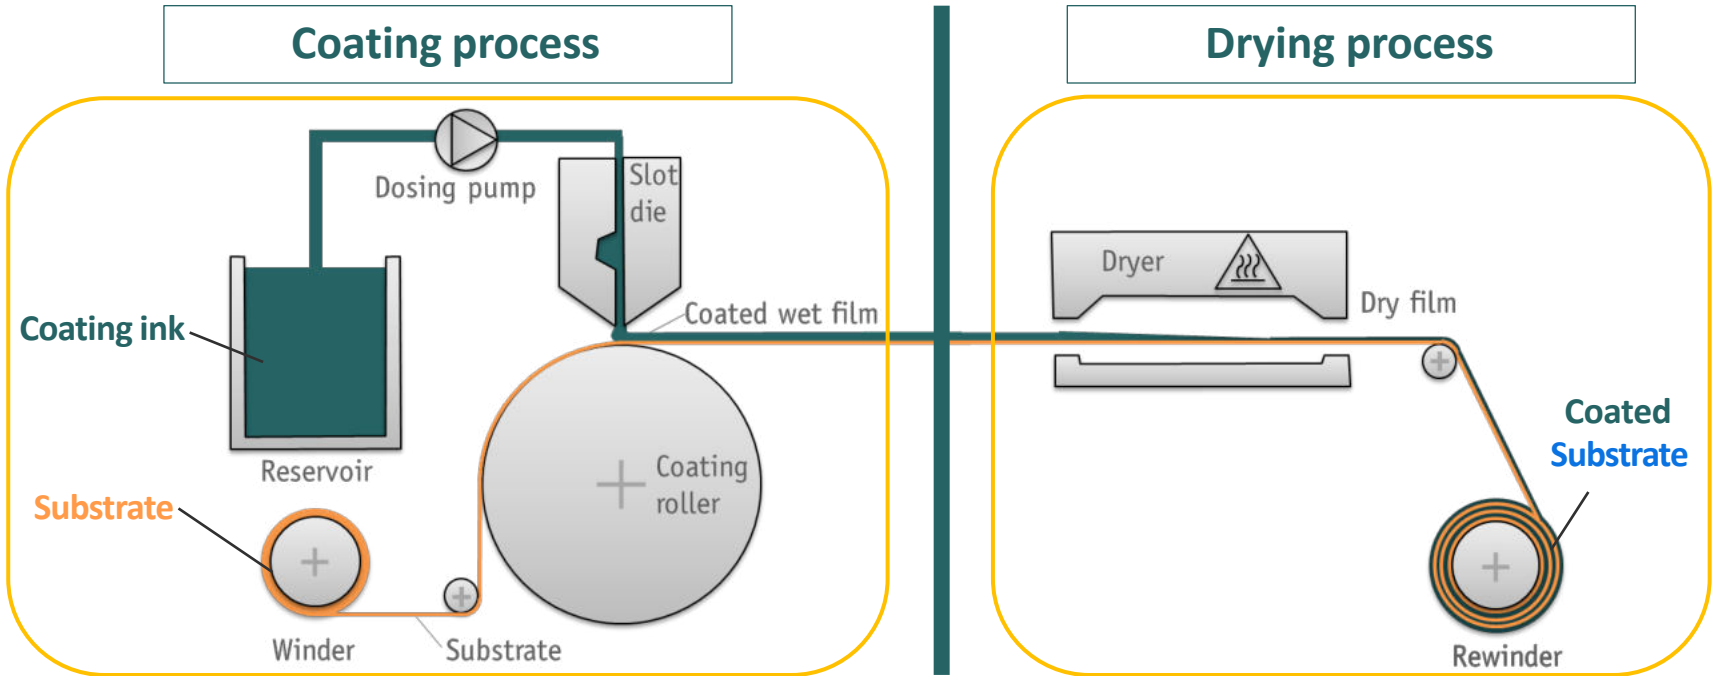 Coating process
Drying process
Dosing pump
Slot
die
Coated wet film
Coating ink
Reservoir
Coating
roller
Substrate
Winder
Substrate
Dryer
Dry film
Coated
Substrate
Rewinder